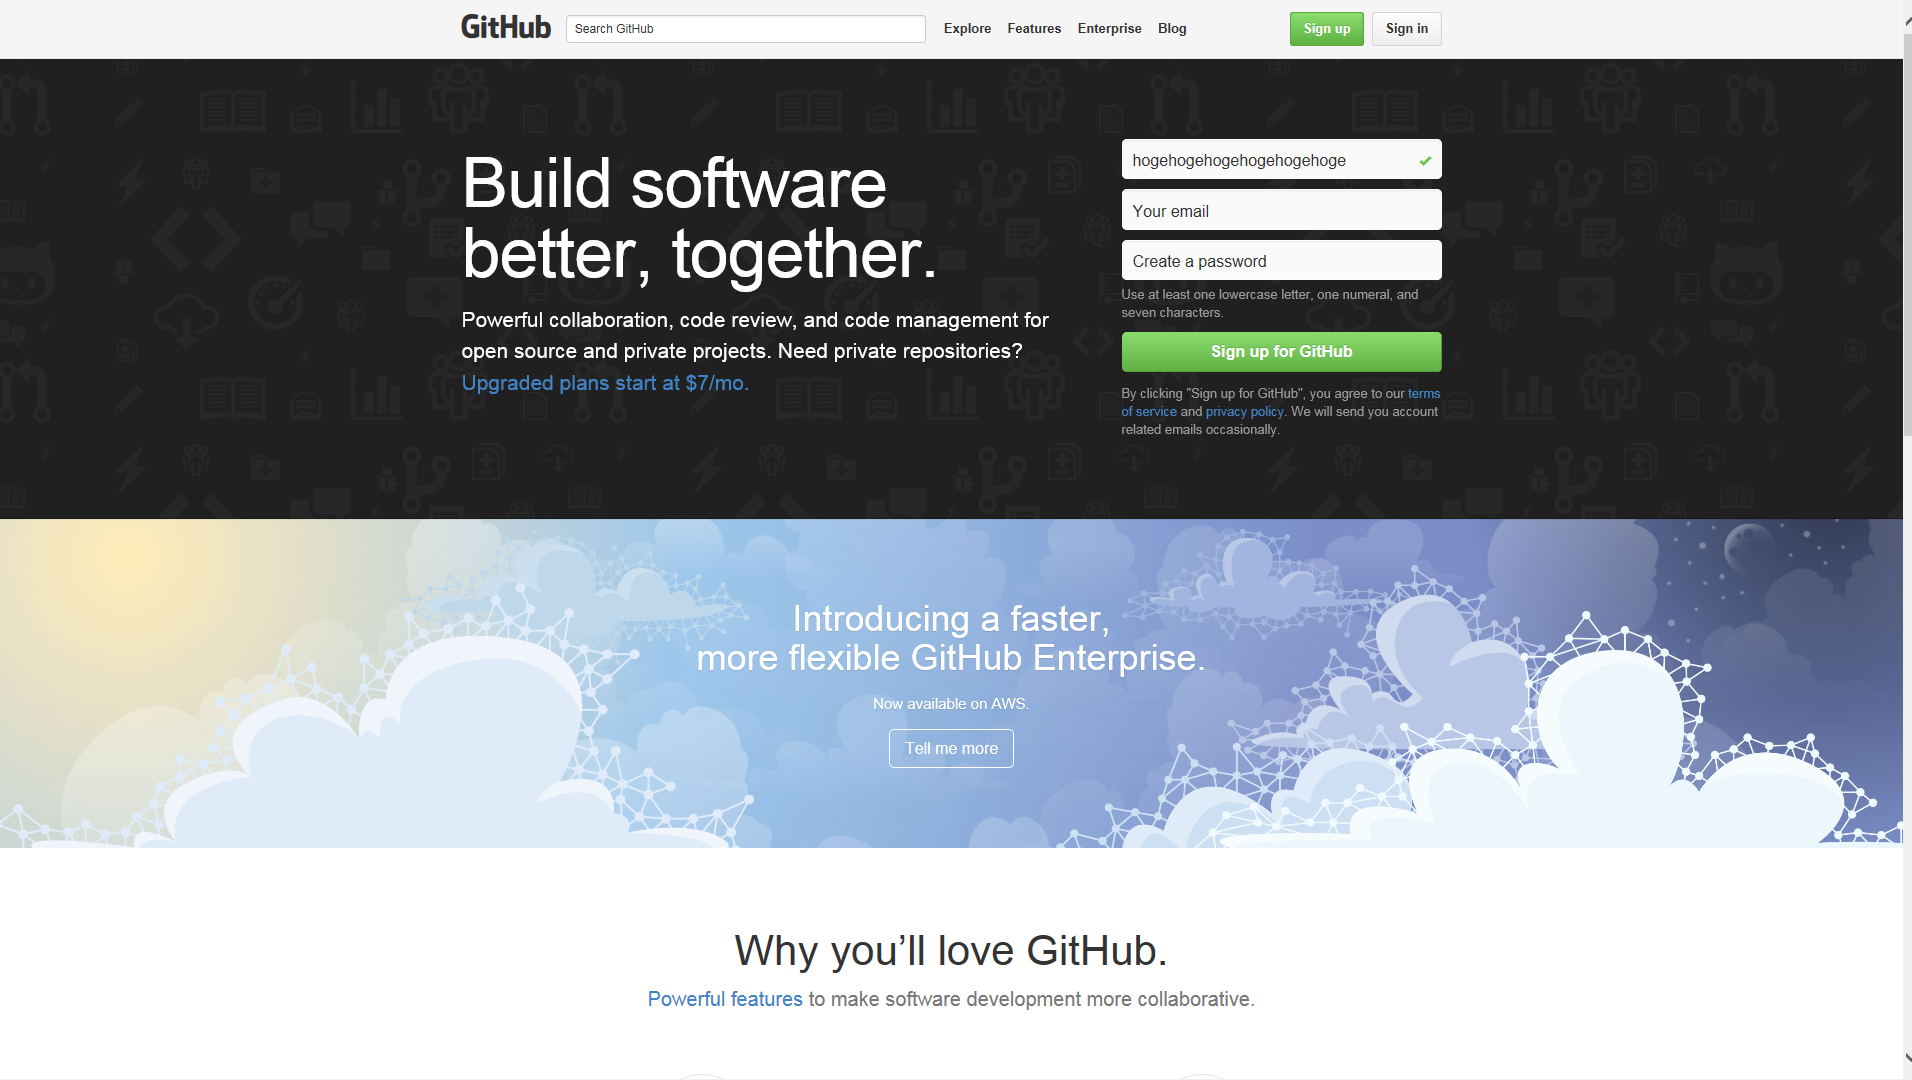 GitHub
Search GitHub
Explore Features Enterprise Blog
Sign up
Sign in
Build software
better, together.
Powerful collaboration, code review, and code management for
open source and private projects. Need private repositories?
Upgraded plans start at $7/mo.
hogehogehogehogehogehoge
Your email
Create a password
Use at least one lowercase letter, one numeral, and
seven characters.
Sign up for GitHub
By clicking "Sign up for GitHub", you agree to our terms
of service and privacy policy. We will send you account
related emails occasionally.
Introducing a faster,
more flexible GitHub Enterprise.
Now available on AWS.
Tell me more
Why you’ll love GitHub.
Powerful features to make software development more collaborative.